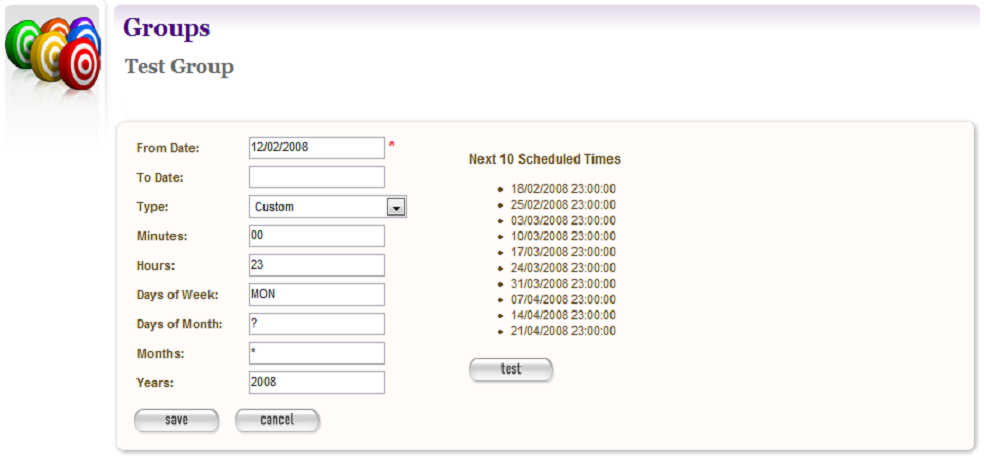 Groups
Test Group
From Date: 12/02/2008 *
To Date:
Type: Custom
Minutes: 00
Hours: 23
Days of Week: MON
Days of Month: ?
Months: *
Years: 2008
save cancel
Next 10 Scheduled Times
18/02/2008 23:00:00
25/02/2008 23:00:00
03/03/2008 23:00:00
10/03/2008 23:00:00
17/03/2008 23:00:00
24/03/2008 23:00:00
31/03/2008 23:00:00
07/04/2008 23:00:00
14/04/2008 23:00:00
21/04/2008 23:00:00
test